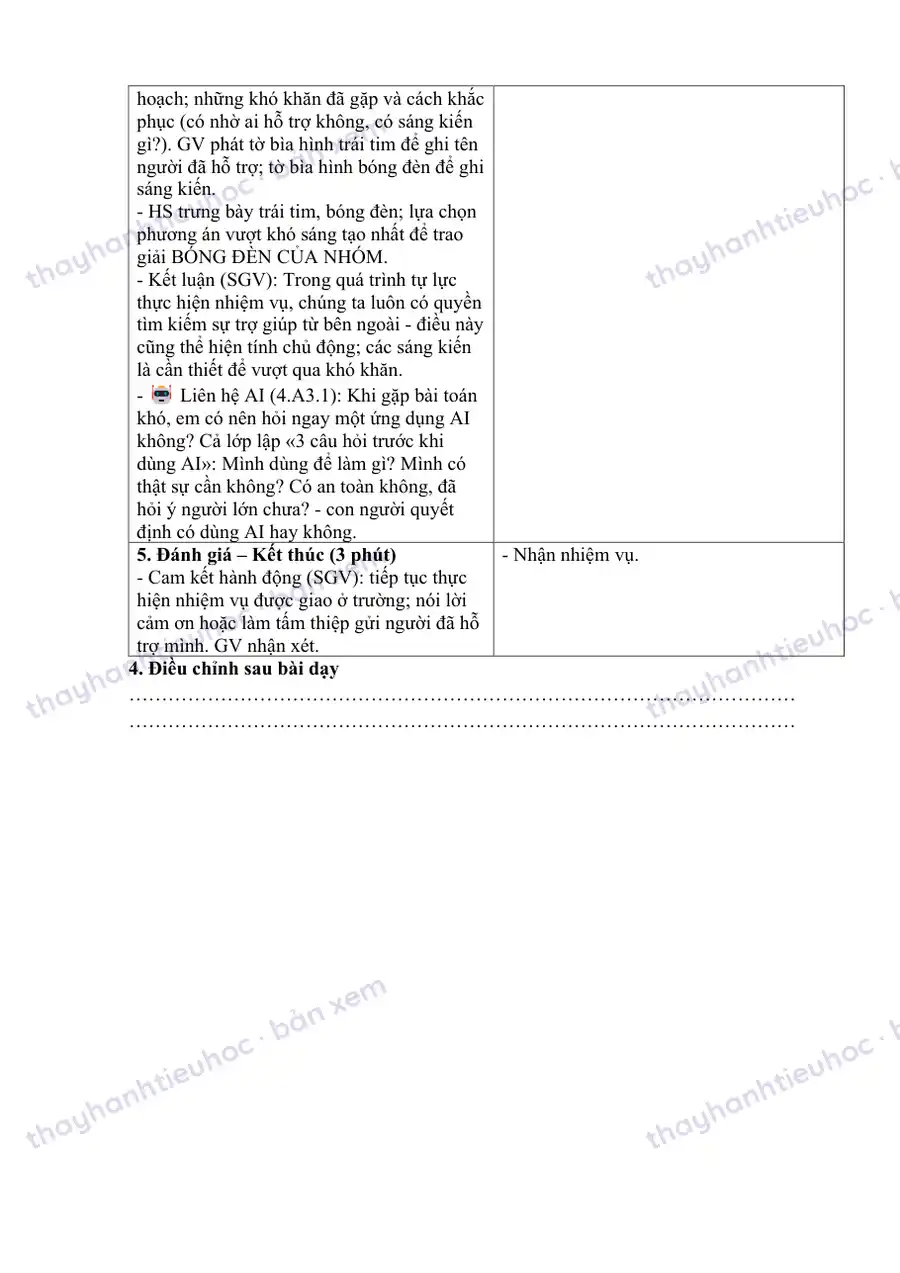 hoạch; những khó khăn đã gặp và cách khắc
phục (có nhờ ai hỗ trợ không, có sáng kiến
gì?). GV phát tờ bìa hình trái tim để ghi tên
người đã hỗ trợ; tờ bìa hình bóng đèn để ghi
sáng kiến.
- HS trưng bày trái tim, bóng đèn; lựa chọn
phương án vượt khó sáng tạo nhất để trao
giải BÓNG ĐÈN CỦA NHÓM.
- Kết luận (SGV): Trong quá trình tự lực
thực hiện nhiệm vụ, chúng ta luôn có quyền
tìm kiếm sự trợ giúp từ bên ngoài - điều này
cũng thể hiện tính chủ động; các sáng kiến
là cần thiết để vượt qua khó khăn.
- 🤖 Liên hệ AI (4.A3.1): Khi gặp bài toán
khó, em có nên hỏi ngay một ứng dụng AI
không? Cả lớp lập «3 câu hỏi trước khi
dùng AI»: Mình dùng để làm gì? Mình có
thật sự cần không? Có an toàn không, đã
hỏi ý người lớn chưa? - con người quyết
định có dùng AI hay không.
5. Đánh giá – Kết thúc (3 phút)
- Cam kết hành động (SGV): tiếp tục thực
hiện nhiệm vụ được giao ở trường; nói lời
cảm ơn hoặc làm tấm thiệp gửi người đã hỗ
trợ mình. GV nhận xét.
- Nhận nhiệm vụ.
4. Điều chỉnh sau bài dạy
…………………………………………………………………………………………
…………………………………………………………………………………………
thayhanhtieuhoc · bản xem
thayhanhtieuhoc · b
thayhanhtieuhoc · bản xem
thayhanhtieuhoc · b
thayhanhtieuhoc · bản xem
thayhanhtieuhoc · b